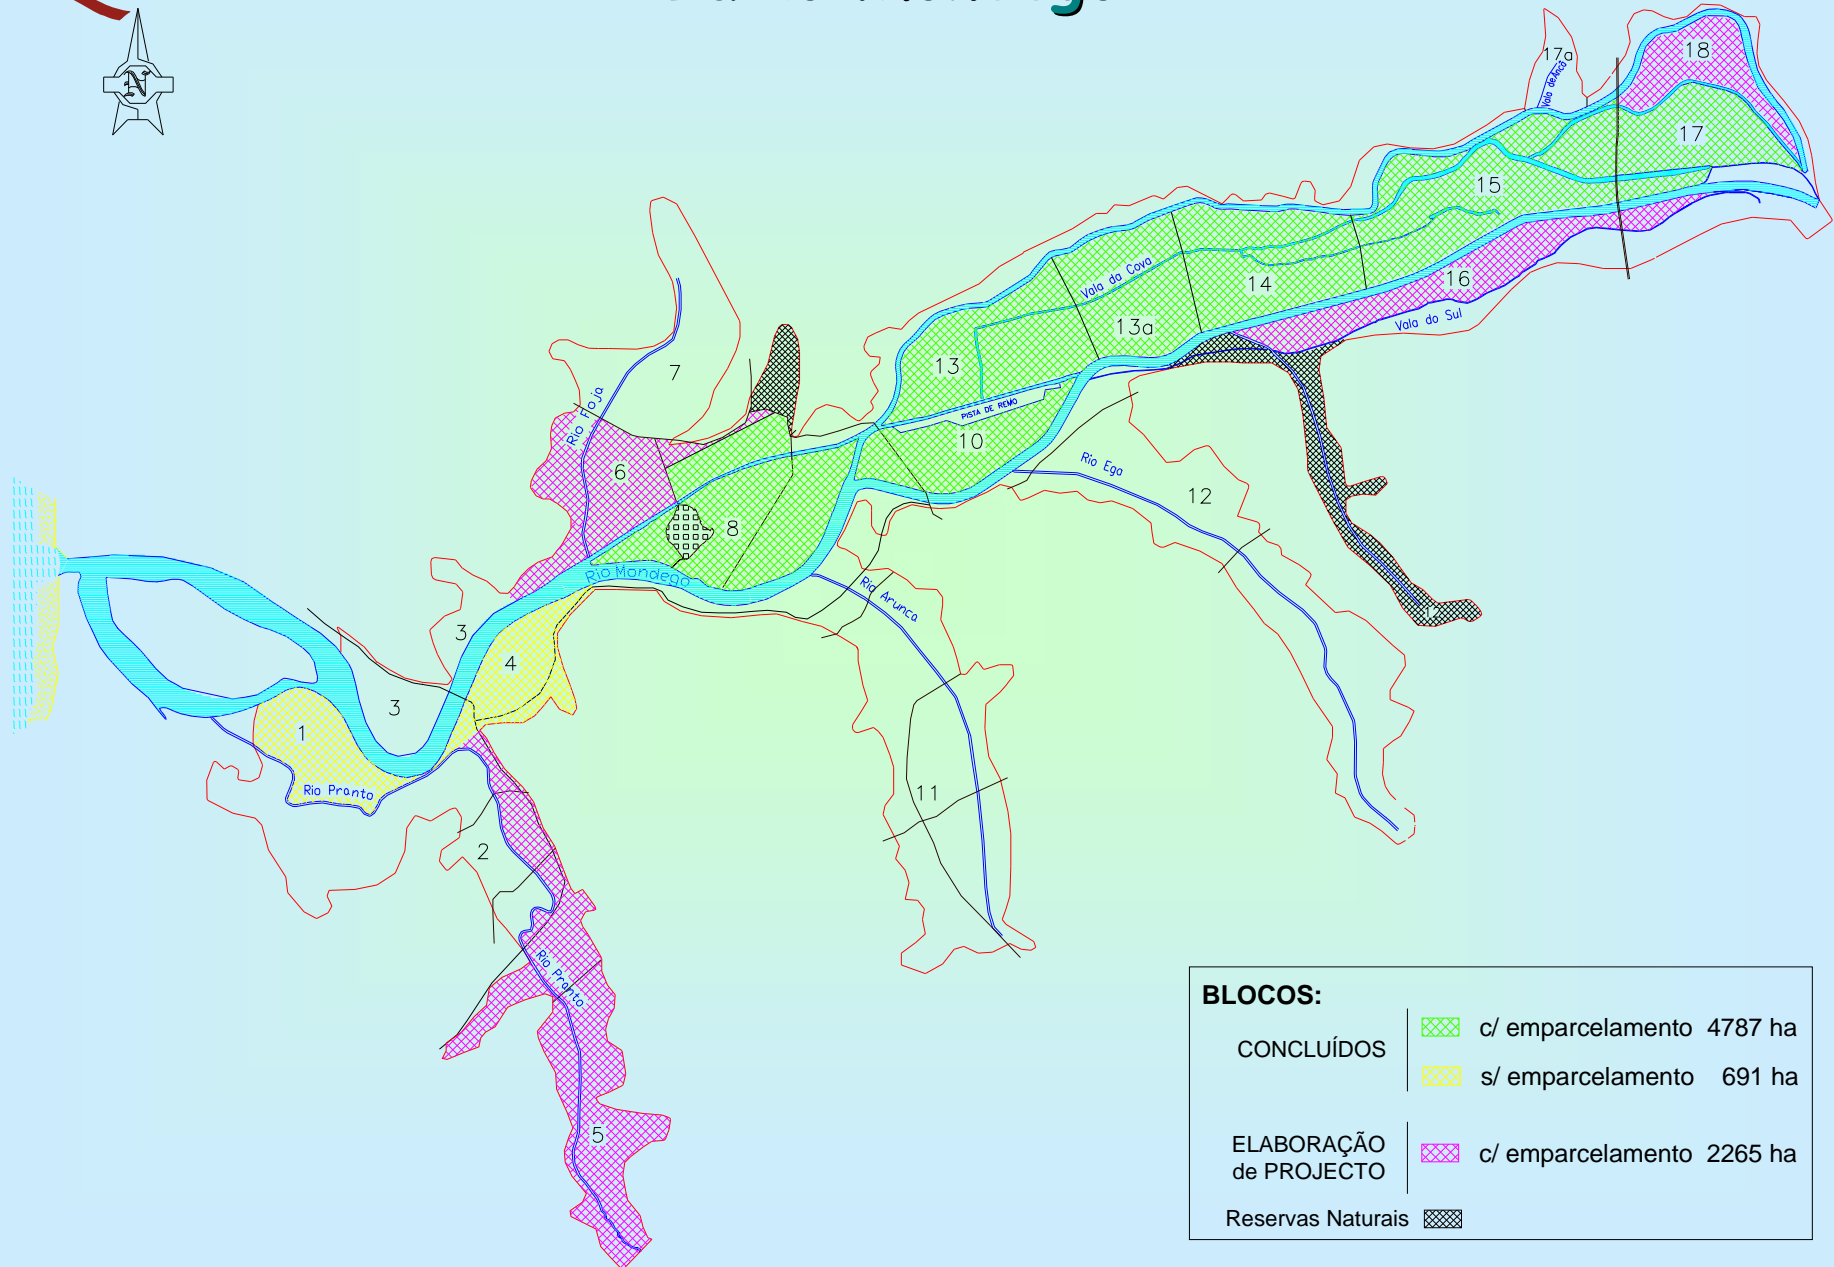 N
17a
18
Vala de Ançã
17
15
16
Vala da Cova
14
13a
Vala do Sul
13
7
PISTA DE REMO
Rio Foja
10
6
Rio Ega
12
8
Rio Mondego
Rio Arunca
12
3
4
3
1
Rio Pranto
11
2
Rio Pranto
5
BLOCOS:
CONCLUÍDOS
c/ emparcelamento 4787 ha
s/ emparcelamento 691 ha
ELABORAÇÃO
de PROJECTO
c/ emparcelamento 2265 ha
Reservas Naturais